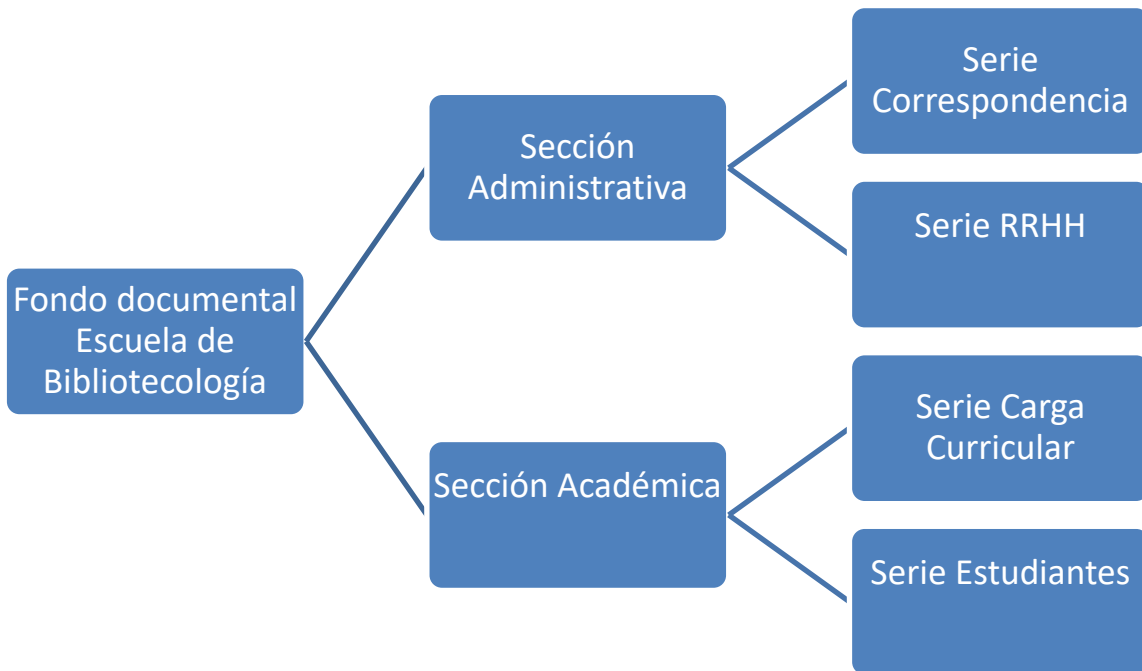 Fondo documental
Escuela de
Bibliotecología
Sección
Administrativa
Serie
Correspondencia
Serie RRHH
Sección Académica
Serie Carga
Curricular
Serie Estudiantes